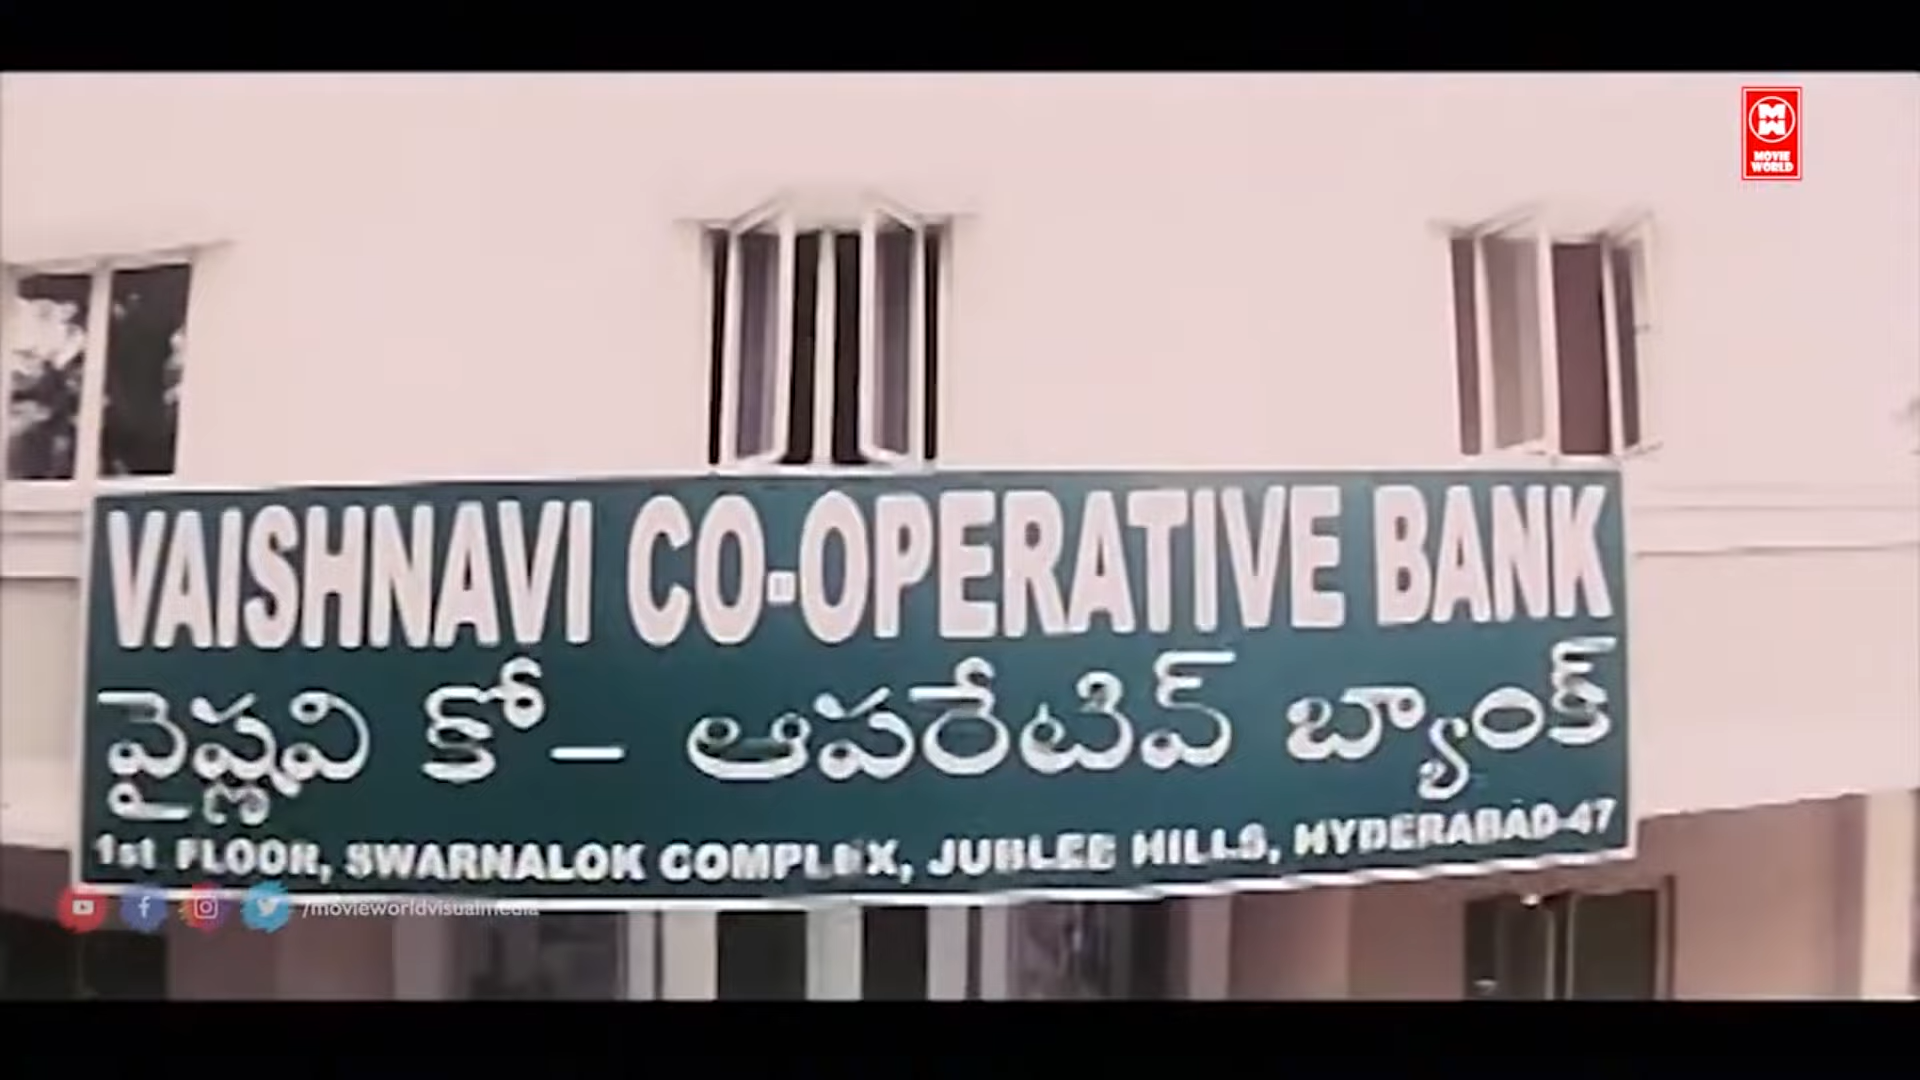 MOVIE
WORLD
VAISHNAVI CO-OPERATIVE BANK
వైష్ణవి కో – ఆపరేటివ్ బ్యాంక్
1st FLOOR, SWARNALOK COMPLEX, JUBLEE HILLS, HYDERABAD-47
/movieworldvisualmedia